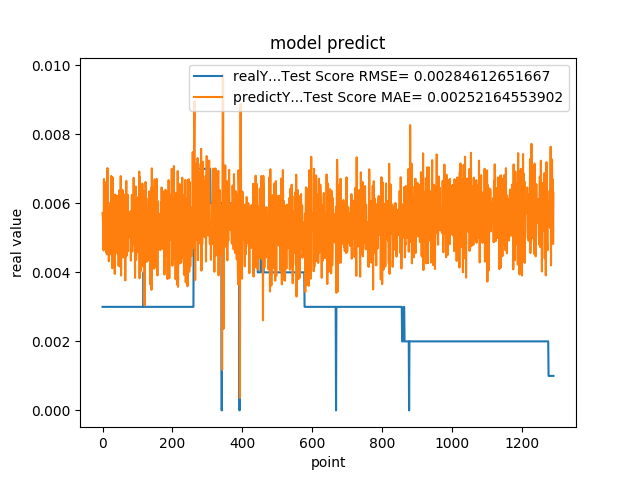 model predict
realY...Test Score RMSE= 0.00284612651667
predictY...Test Score MAE= 0.00252164553902
real value
0.010
0.008
0.006
0.004
0.002
0.000
0 200 400 600 800 1000 1200
point